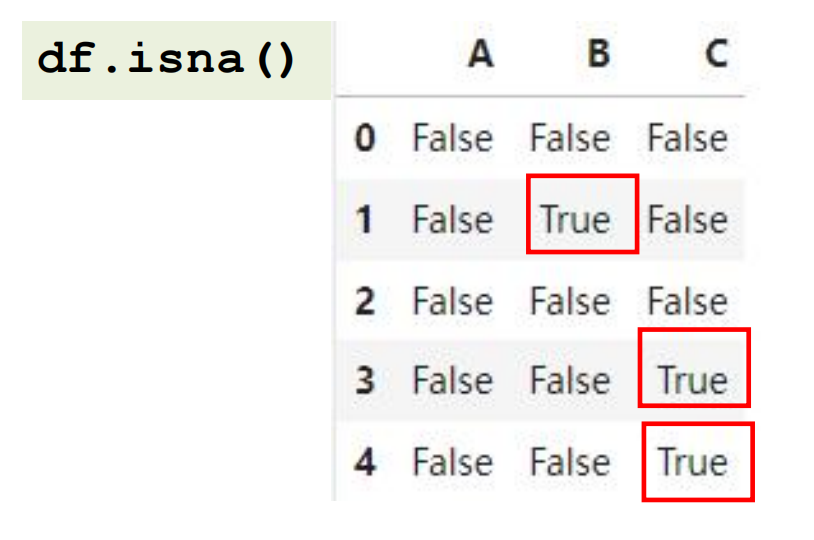 df.isna()
A B C
0 False False False
1 False True False
2 False False False
3 False False True
4 False False True